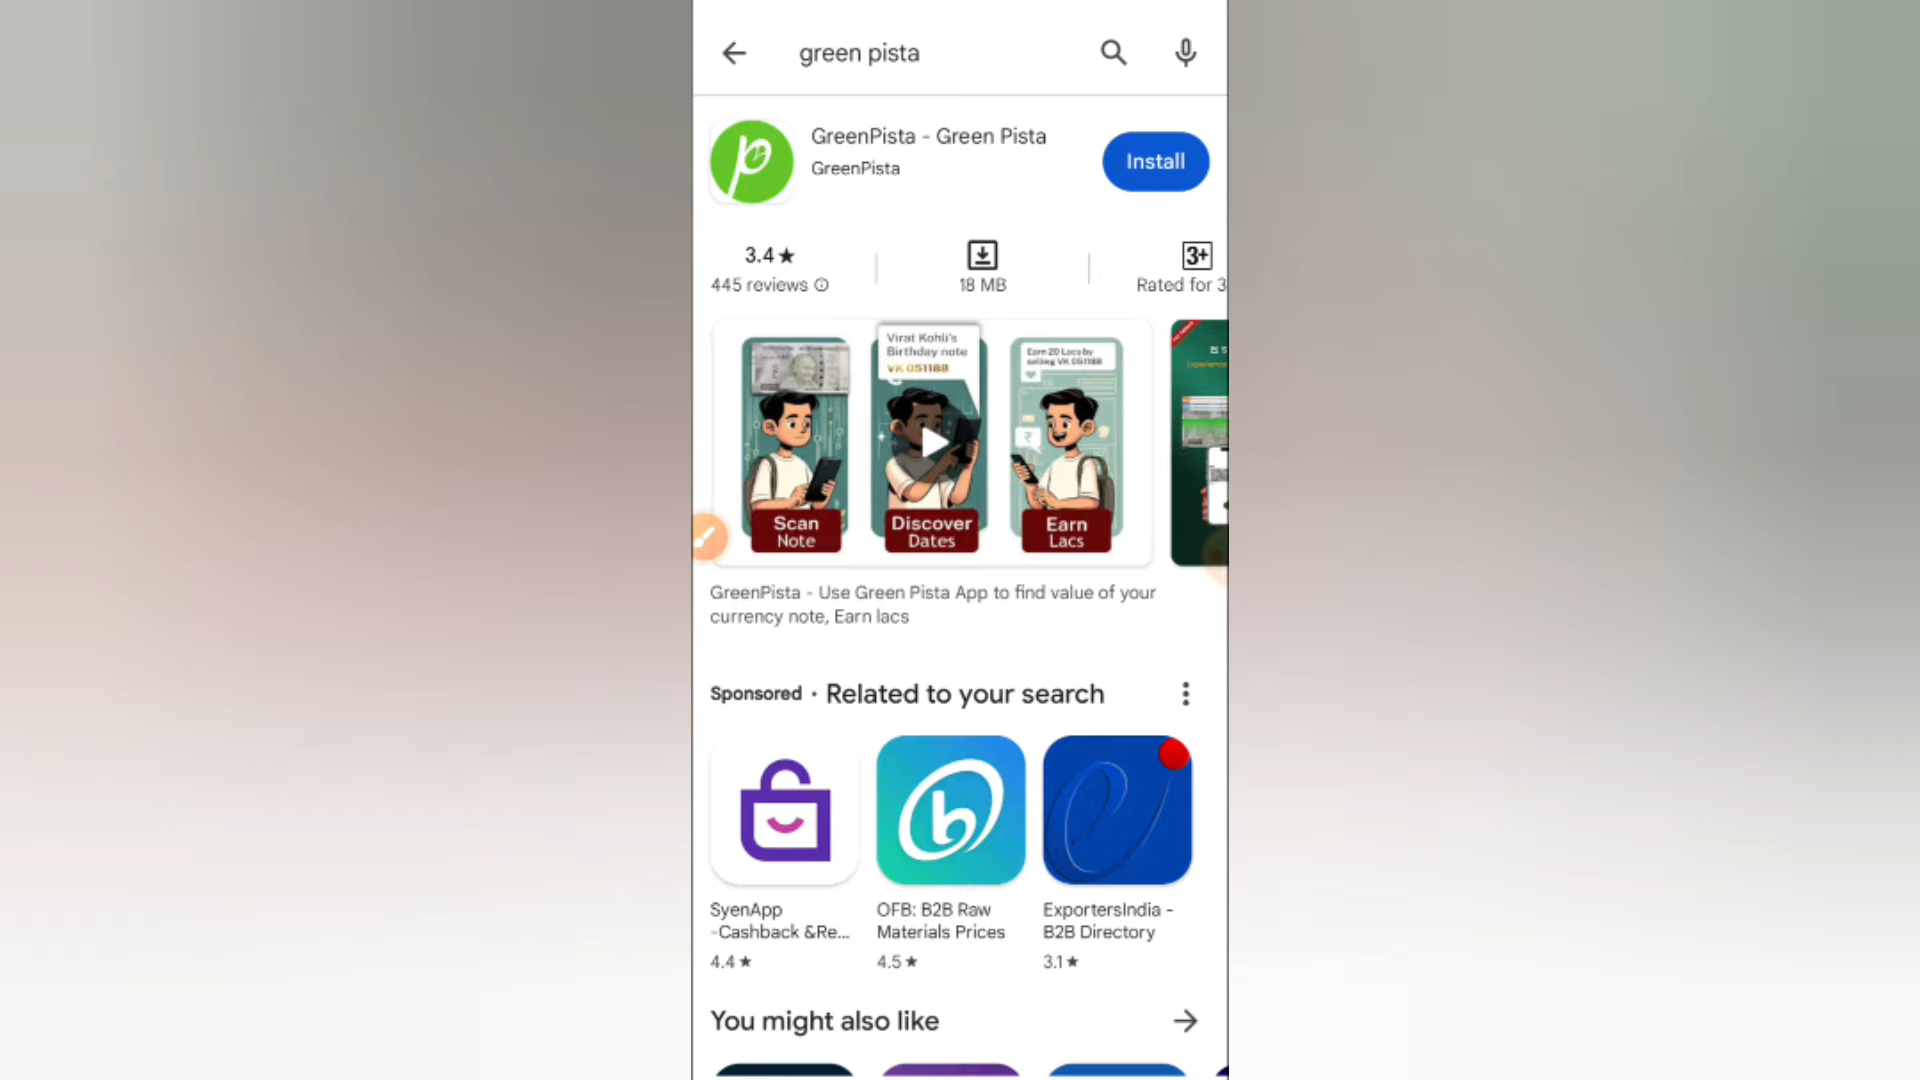 green pista
GreenPista - Green Pista
GreenPista
Install
3.4★
445 reviews
18 MB
3+
Rated for 3
Virat Kohli's
Birthday note
VK 051188
Earn 20 Lacs by
selling VK 051188
Scan
Note
Discover
Dates
Earn
Lacs
GreenPista - Use Green Pista App to find value of your
currency note, Earn lacs
Sponsored · Related to your search
SyenApp
-Cashback &Re...
4.4★
OFB: B2B Raw
Materials Prices
4.5★
ExportersIndia -
B2B Directory
3.1★
You might also like